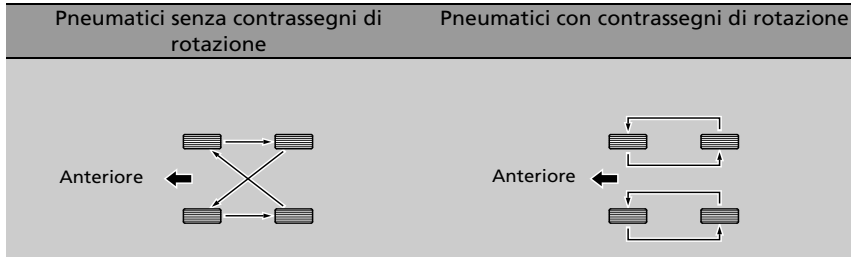 Pneumatici senza contrassegni di
rotazione
Pneumatici con contrassegni di rotazione
Anteriore
Anteriore